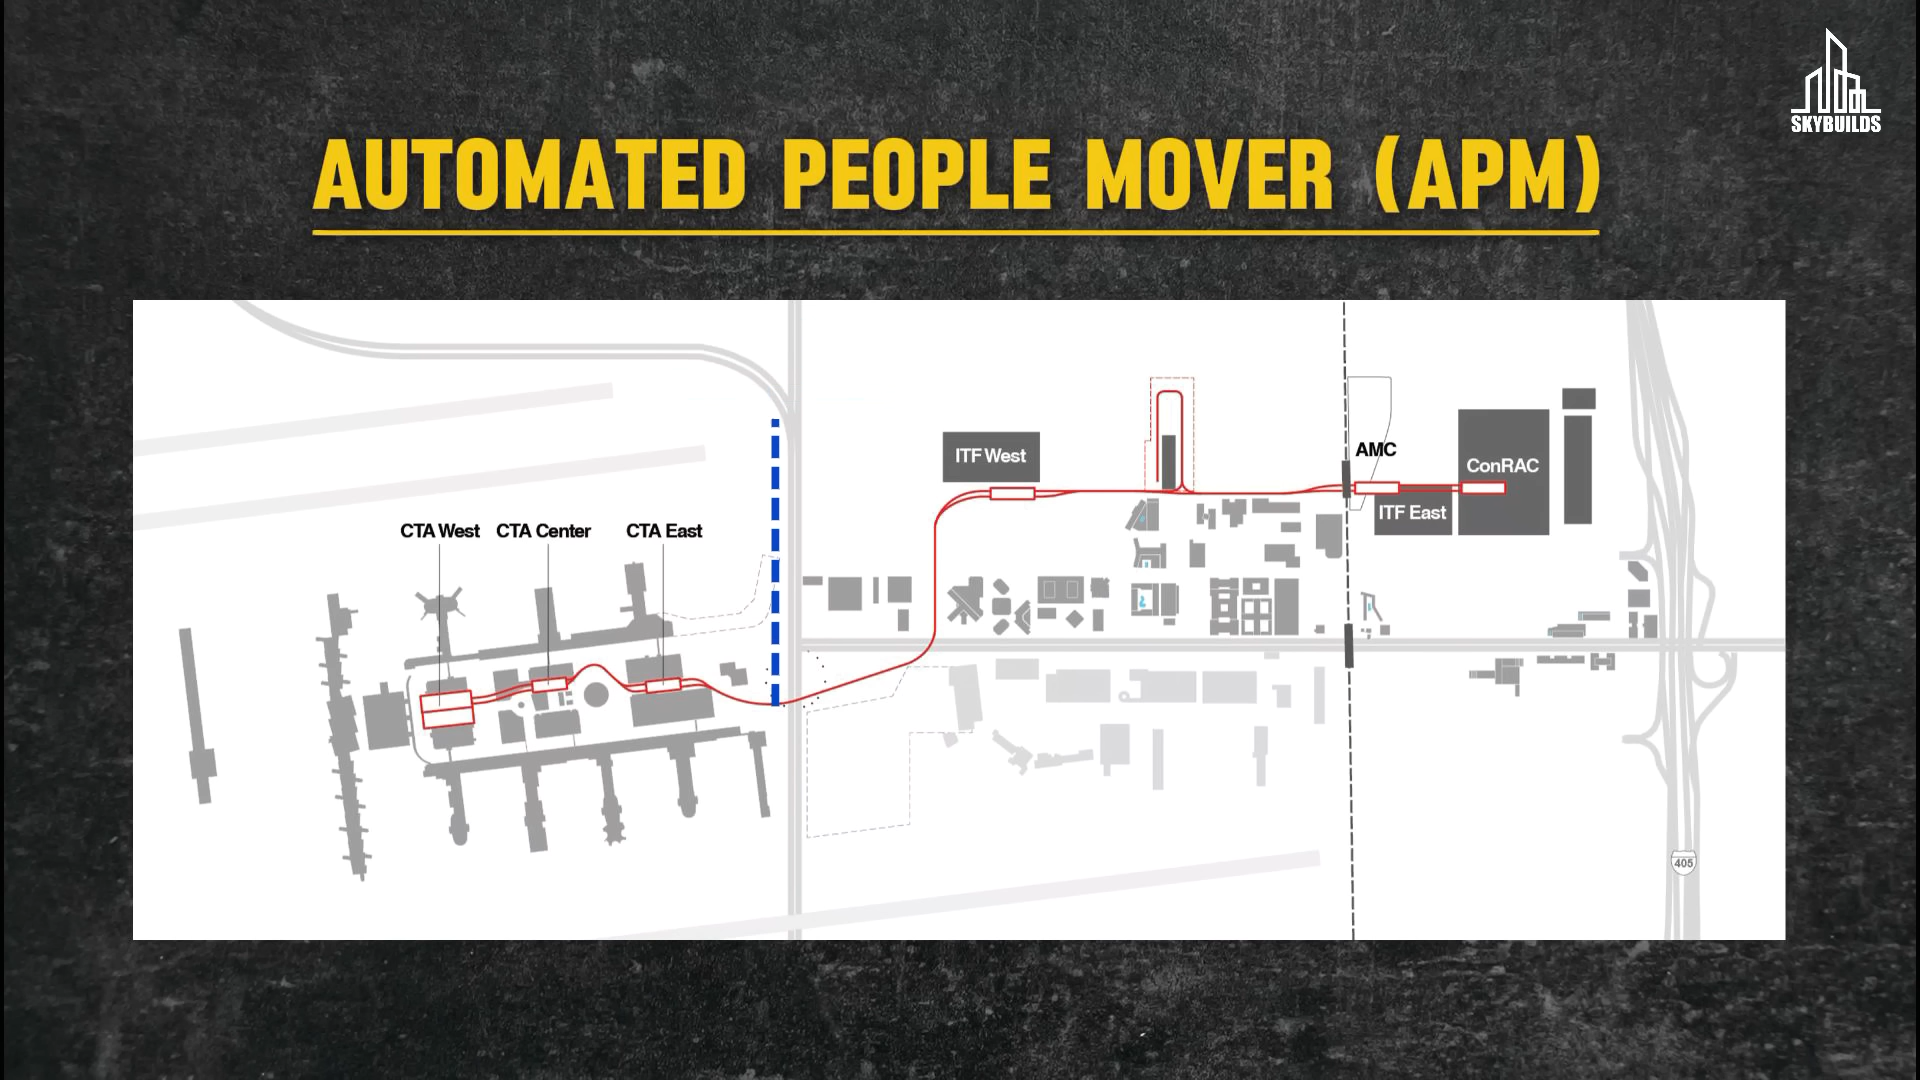 SKYBUILDS
AUTOMATED PEOPLE MOVER (APM)
ITF West
AMC
ConRAC
ITF East
CTA West
CTA Center
CTA East
405